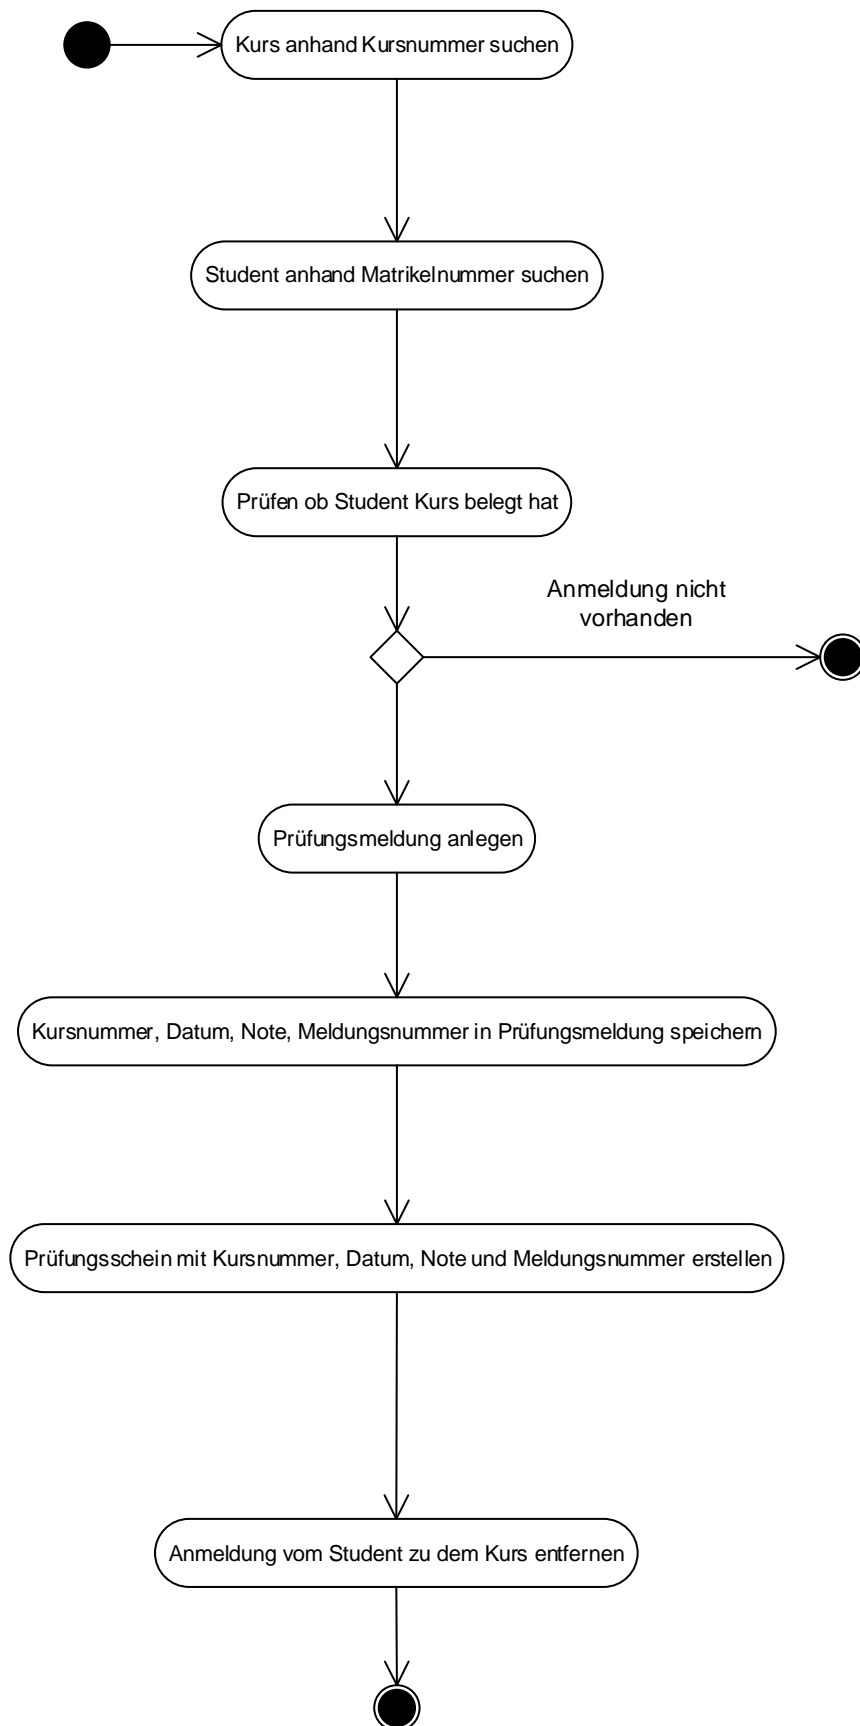 Kurs anhand Kursnummer suchen
Student anhand Matrikelnummer suchen
Prüfen ob Student Kurs belegt hat
Anmeldung nicht
vorhanden
Prüfungsmeldung anlegen
Kursnummer, Datum, Note, Meldungsnummer in Prüfungsmeldung speichern
Prüfungsschein mit Kursnummer, Datum, Note und Meldungsnummer erstellen
Anmeldung vom Student zu dem Kurs entfernen